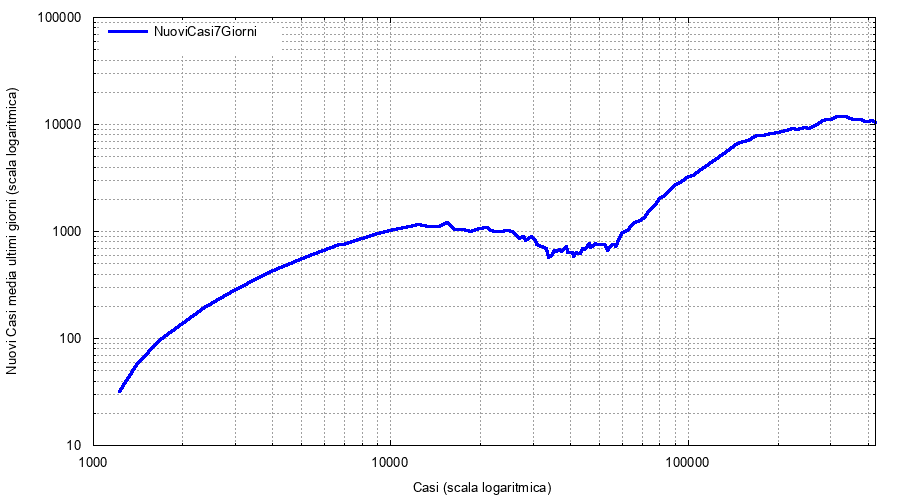 100000
NuoviCasi7Giorni
10000
1000
100
10
Nuovi Casi media ultimi giorni (scala logaritmica)
1000 10000 100000
Casi (scala logaritmica)